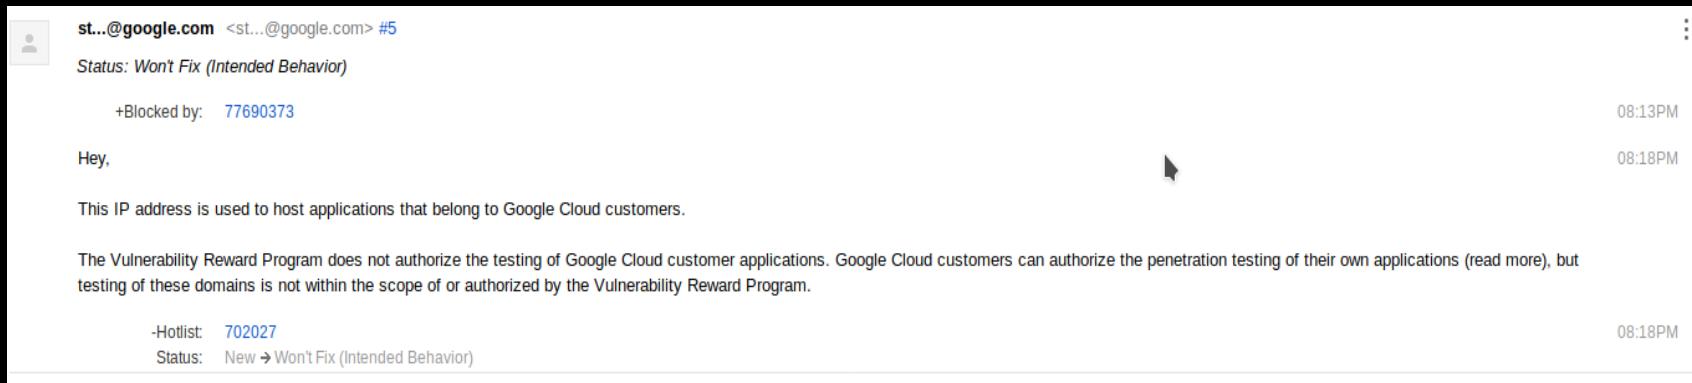 st...@google.com <st...@google.com> #5
Status: Won't Fix (Intended Behavior)
+Blocked by: 77690373 08:13PM
Hey, 08:18PM
This IP address is used to host applications that belong to Google Cloud customers.
The Vulnerability Reward Program does not authorize the testing of Google Cloud customer applications. Google Cloud customers can authorize the penetration testing of their own applications (read more), but
testing of these domains is not within the scope of or authorized by the Vulnerability Reward Program.
-Hotlist: 702027 08:18PM
Status: New → Won't Fix (Intended Behavior)